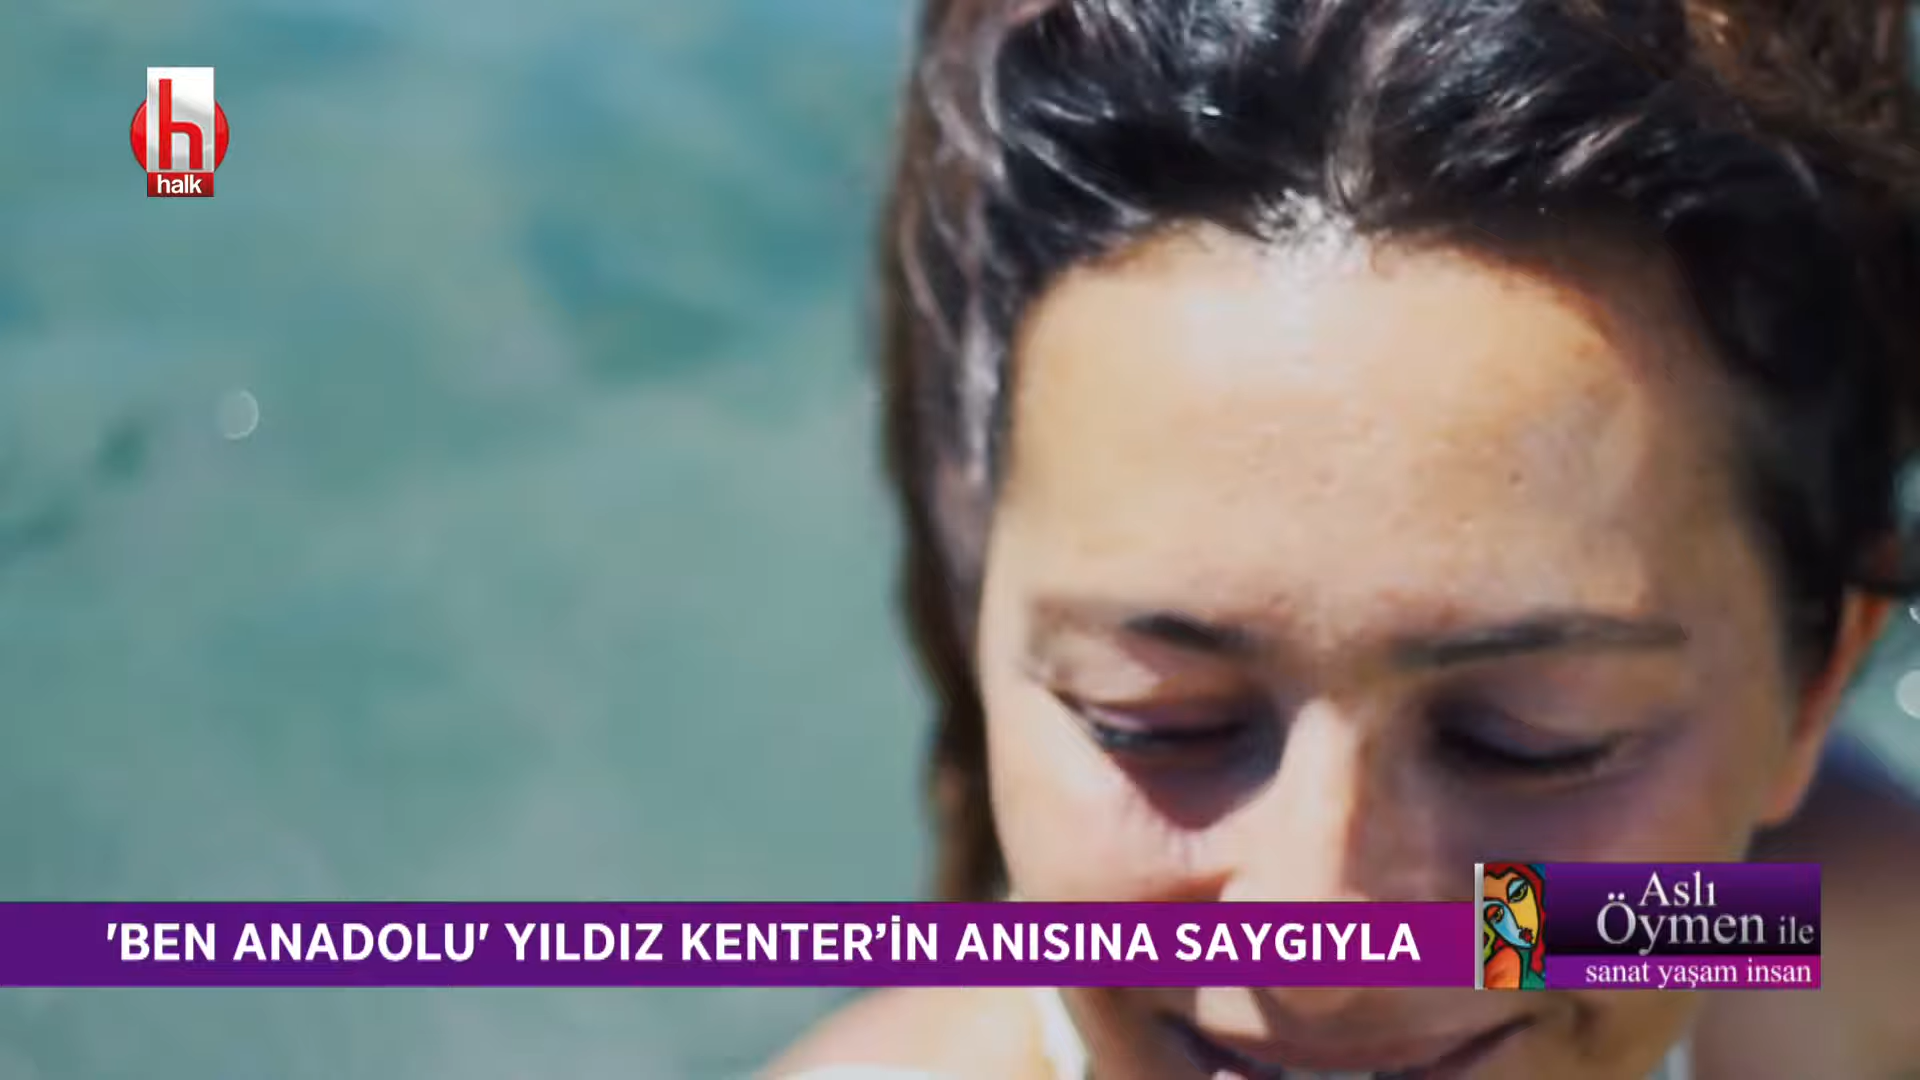 h
halk
'BEN ANADOLU' YILDIZ KENTER’İN ANISINA SAYGIYLA
Aslı
Öymen ile
sanat yaşam insan